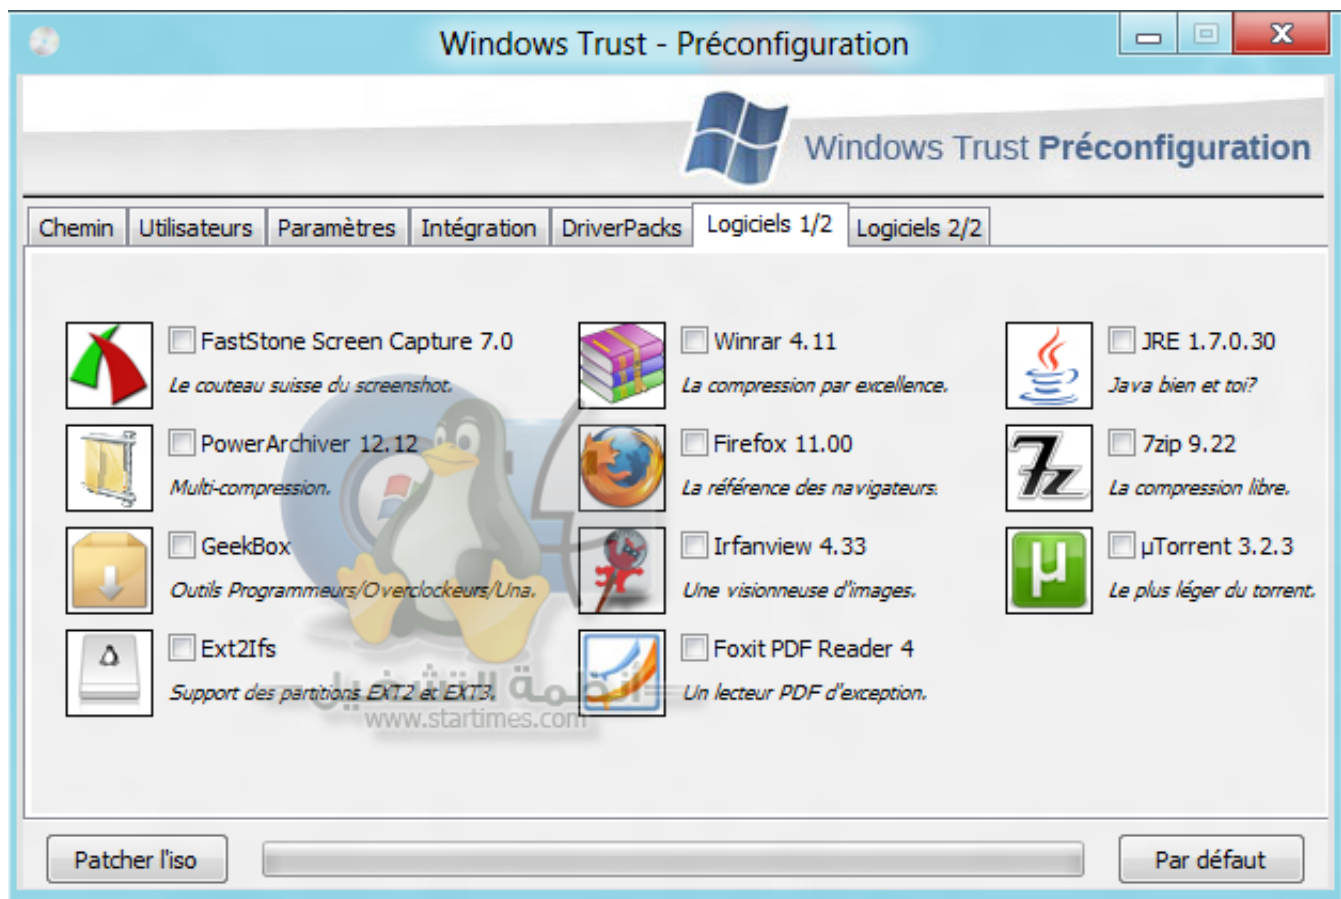 Windows Trust - Préconfiguration
Windows Trust Préconfiguration
Chemin Utilisateurs Paramètres Intégration DriverPacks Logiciels 1/2 Logiciels 2/2
FastStone Screen Capture 7.0
Le couteau suisse du screenshot.
PowerArchiver 12.12
Multi-compression.
GeekBox
Outils Programmeurs/Overclockeurs/Una.
Ext2Ifs
Support des partitions EXT2 et EXT3.
Winrar 4.11
La compression par excellence.
Firefox 11.00
La référence des navigateurs.
Irfanview 4.33
Une visionneuse d'images.
Foxit PDF Reader 4
Un lecteur PDF d'exception.
JRE 1.7.0.30
Java bien et toi?
7zip 9.22
La compression libre.
µTorrent 3.2.3
Le plus léger du torrent.
أنظمة التشغيل
www.startimes.com
Patcher l'iso
Par défaut